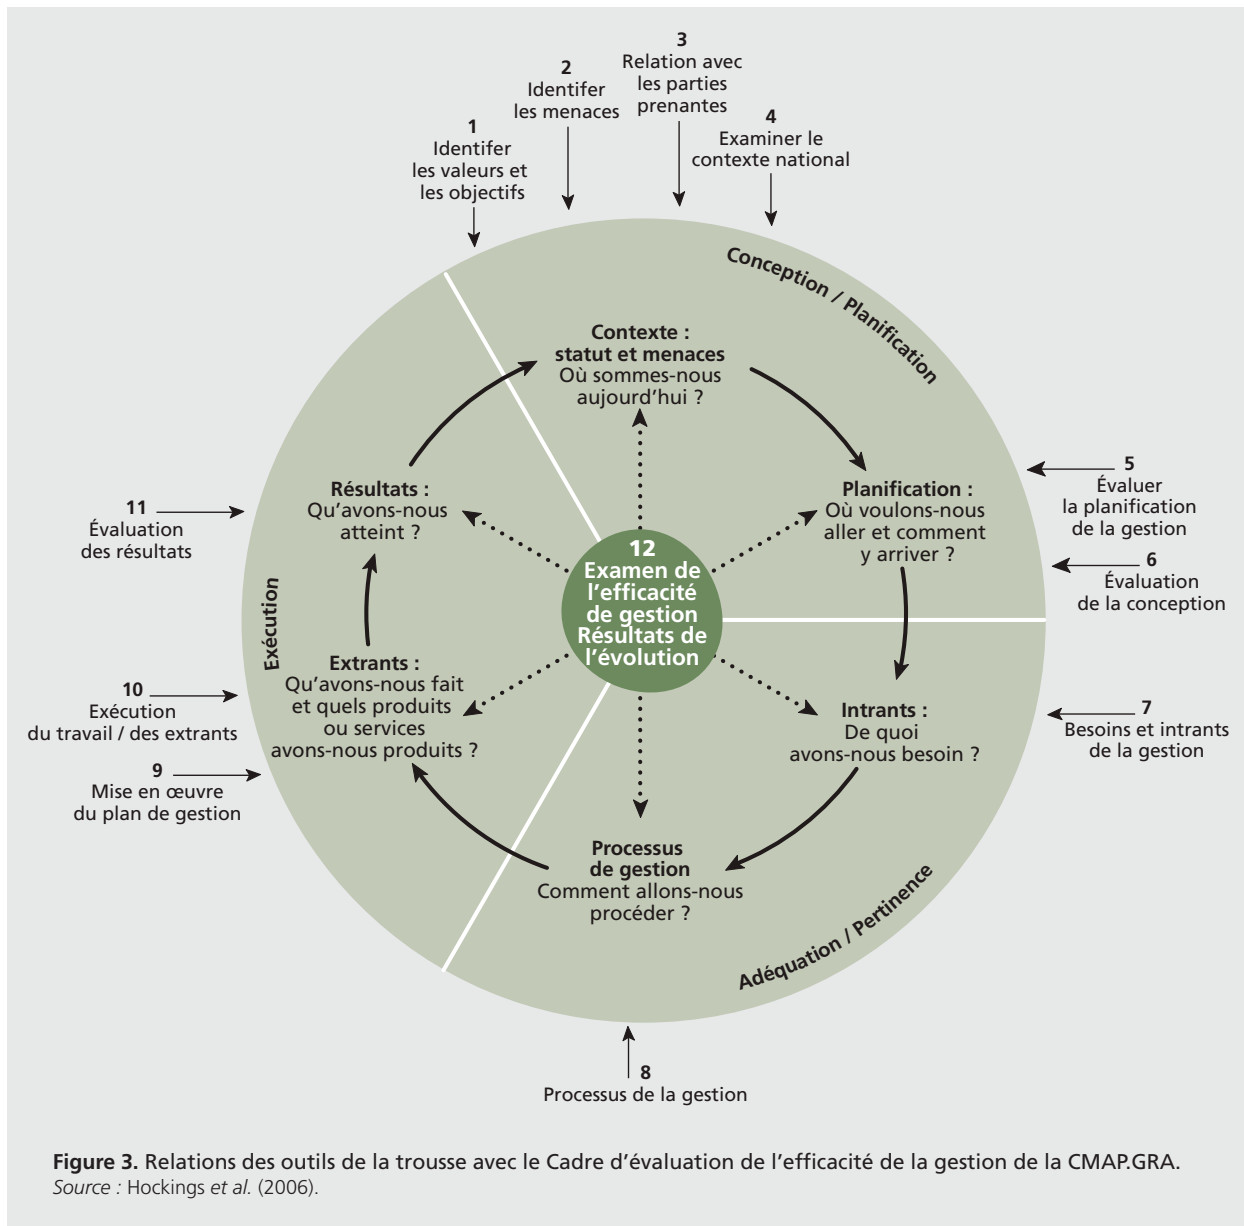 1
Identifer
les valeurs et
les objectifs
2
Identifer
les menaces
3
Relation avec
les parties
prenantes
4
Examiner le
contexte national
Conception / Planification
Contexte :
statut et menaces
Où sommes-nous
aujourd’hui ?
5
Évaluer
la planification
de la gestion
6
Évaluation
de la conception
Planification :
Où voulons-nous
aller et comment
y arriver ?
Résultats :
Qu’avons-nous
atteint ?
11
Évaluation
des résultats
12
Examen de
l’efficacité
de gestion
Résultats de
l’évolution
Exécution
Extrants :
Qu’avons-nous fait
et quels produits
ou services
avons-nous produits ?
10
Exécution
du travail / des extrants
9
Mise en œuvre
du plan de gestion
Intrants :
De quoi
avons-nous besoin ?
7
Besoins et intrants
de la gestion
Processus
de gestion
Comment allons-nous
procéder ?
Adéquation / Pertinence
8
Processus de la gestion
Figure 3. Relations des outils de la trousse avec le Cadre d’évaluation de l’efficacité de la gestion de la CMAP.GRA.
Source : Hockings et al. (2006).